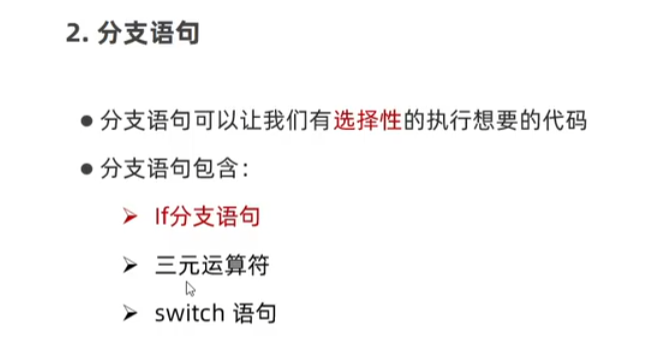 2. 分支语句
● 分支语句可以让我们有选择性的执行想要的代码
● 分支语句包含：
➢ If分支语句
➢ 三元运算符
➢ switch 语句